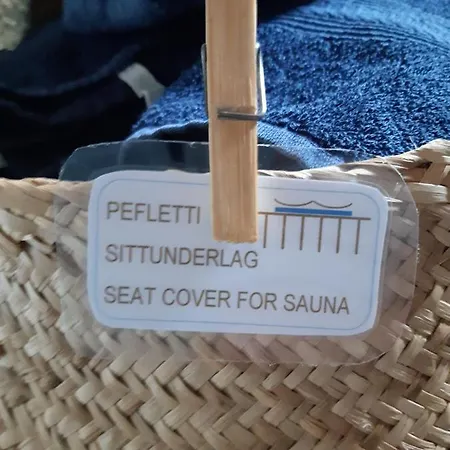 PEFLETTI
SITTUNDERLAG
SEAT COVER FOR SAUNA